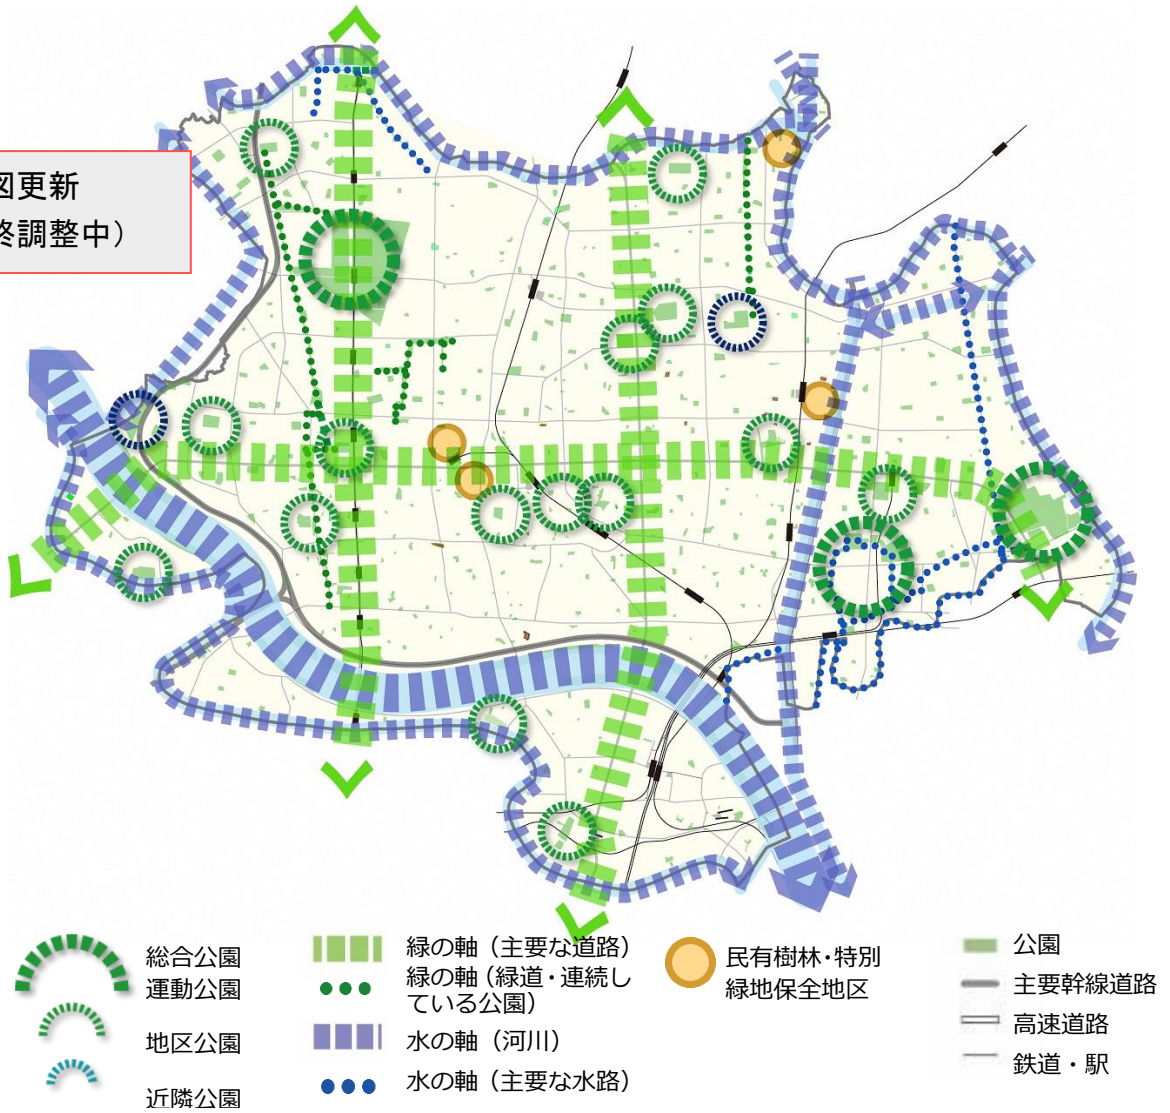 図更新
終調整中）
総合公園
運動公園
地区公園
近隣公園
緑の軸（主要な道路）
緑の軸（緑道・連続し
ている公園）
水の軸（河川）
水の軸（主要な水路）
民有樹林・特別
緑地保全地区
公園
主要幹線道路
高速道路
鉄道・駅